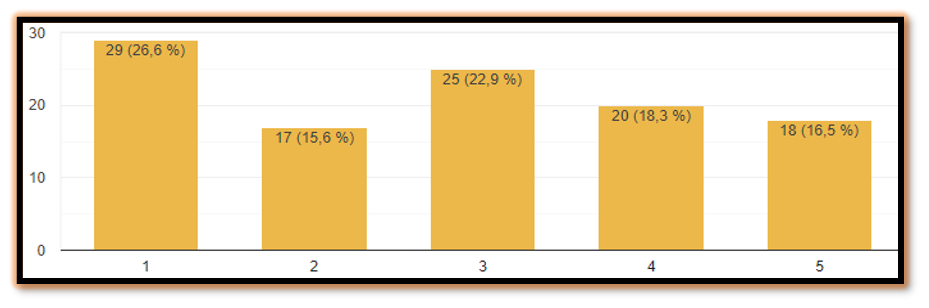 30
29 (26,6 %)
25 (22,9 %)
20
20 (18,3 %)
18 (16,5 %)
17 (15,6 %)
10
0
1 2 3 4 5